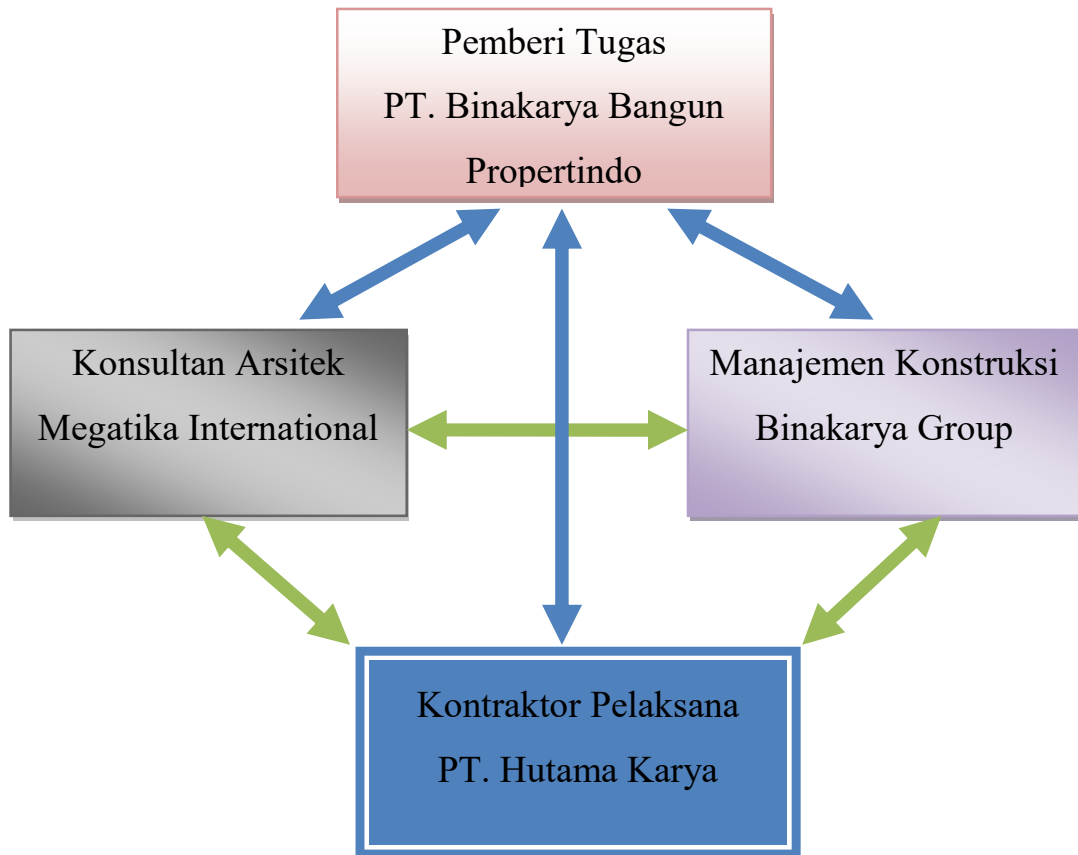 Pemberi Tugas
PT. Binakarya Bangun
Propertindo
Konsultan Arsitek
Megatika International
Manajemen Konstruksi
Binakarya Group
Kontraktor Pelaksana
PT. Hutama Karya